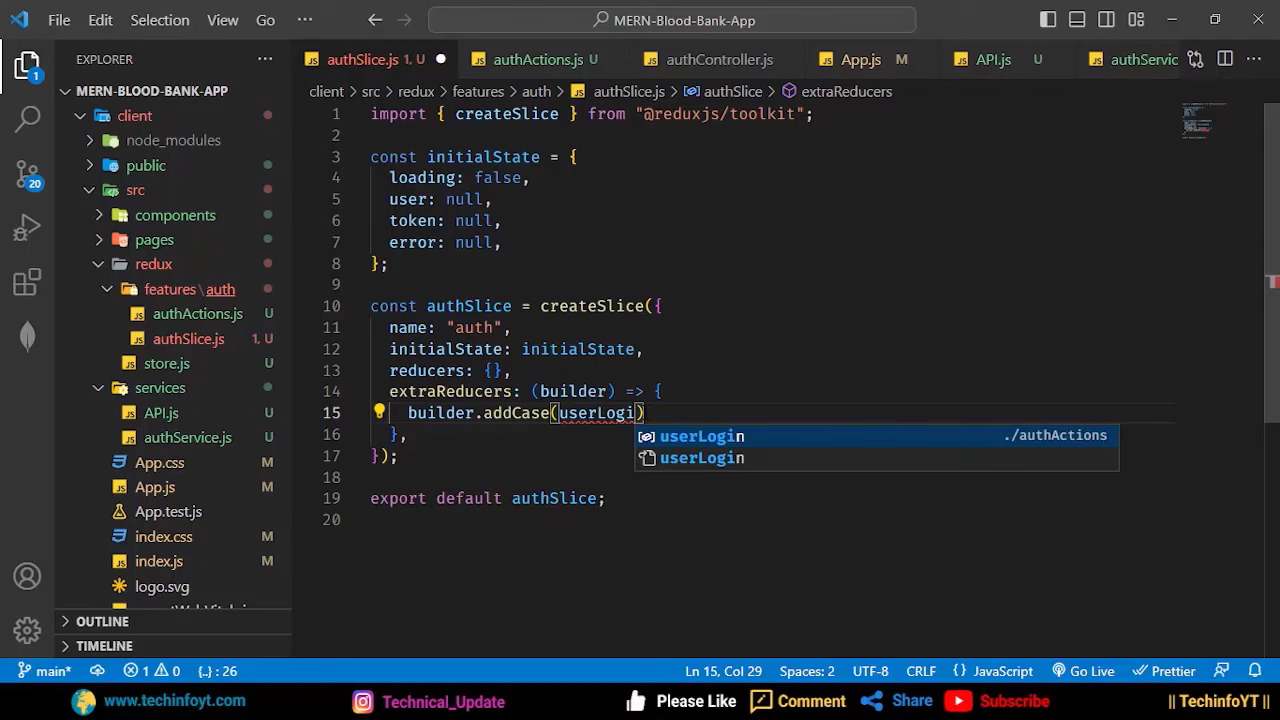 File Edit Selection View Go ··· MERN-Blood-Bank-App
EXPLORER ···
authSlice.js 1, U
authActions.js U
authController.js
App.js M
API.js U
authServic
···
MERN-BLOOD-BANK-APP
client > src > redux > features > auth > authSlice.js > authSlice > extraReducers
client
node_modules
public
src
components
pages
redux
features\auth
authActions.js U
authSlice.js 1, U
store.js U
services
API.js U
authService.js U
App.css M
App.js M
App.test.js
index.css M
index.js M
logo.svg
OUTLINE
TIMELINE
1
20
1 import { createSlice } from "@reduxjs/toolkit";
2
3 const initialState = {
4 loading: false,
5 user: null,
6 token: null,
7 error: null,
8 };
9
10 const authSlice = createSlice({
11 name: "auth",
12 initialState: initialState,
13 reducers: {},
14 extraReducers: (builder) => {
15 builder.addCase(userLogi)
16 },
17 });
18
19 export default authSlice;
20
userLogin ./authActions
userLogin
main* 1 0 {..} : 26 Ln 15, Col 29 Spaces: 2 UTF-8 CRLF {} JavaScript Go Live Prettier
www.techinfoyt.com Technical_Update Please Like Comment Share Subscribe || TechinfoYT ||